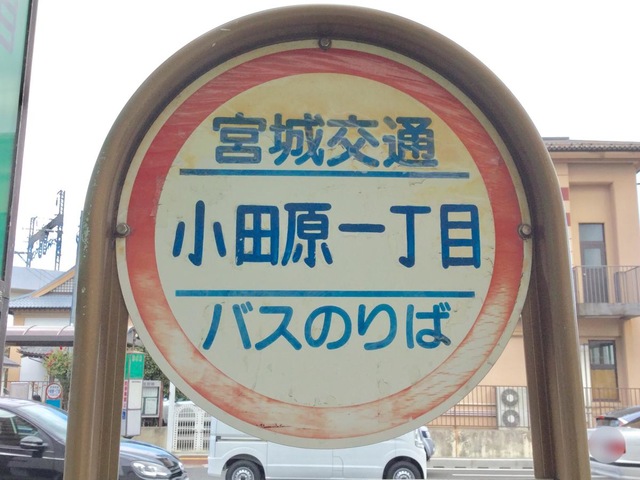 宮城交通
小田原一丁目
バスのりば